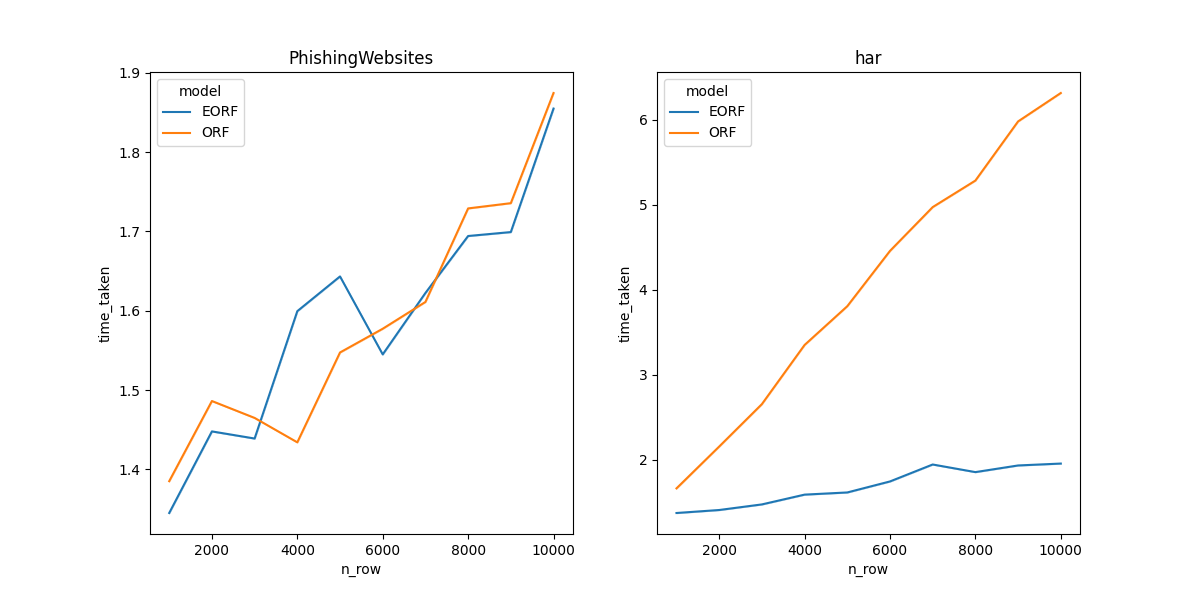 PhishingWebsites
model
EORF
ORF
time_taken
1.9
1.8
1.7
1.6
1.5
1.4
2000 4000 6000 8000 10000
n_row
har
model
EORF
ORF
time_taken
6
5
4
3
2
2000 4000 6000 8000 10000
n_row